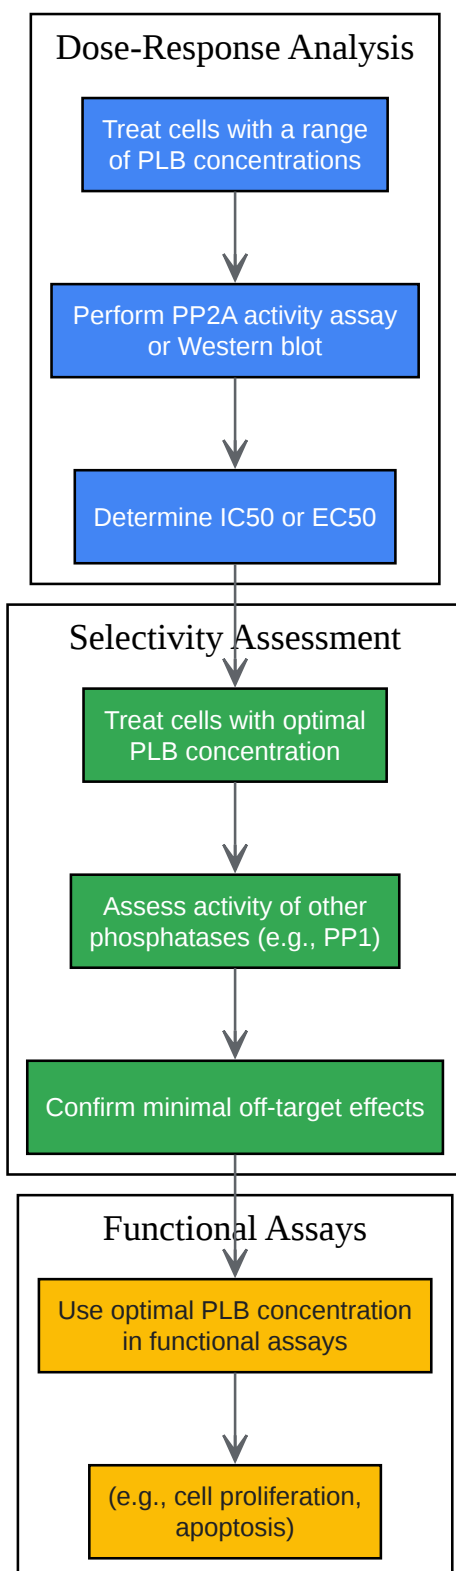 Dose-Response Analysis
Treat cells with a range
of PLB concentrations
Perform PP2A activity assay
or Western blot
Determine IC50 or EC50
Selectivity Assessment
Treat cells with optimal
PLB concentration
Assess activity of other
phosphatases (e.g., PP1)
Confirm minimal off-target effects
Functional Assays
Use optimal PLB concentration
in functional assays
(e.g., cell proliferation,
apoptosis)